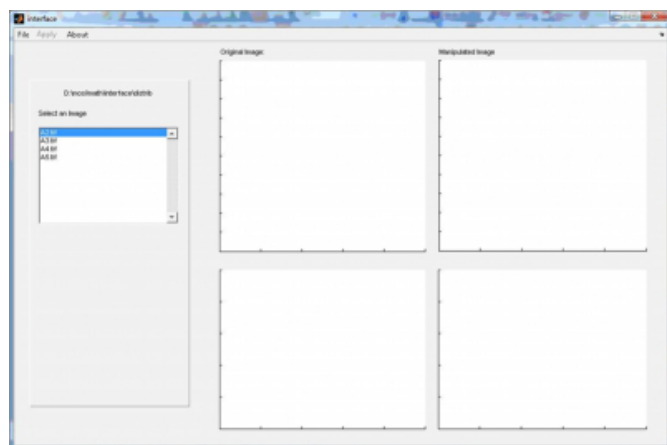 interface
File Apply About
Original Image:
Manipulated Image
Select an Image
A2.tif
A3.tif
A4.tif
A5.tif